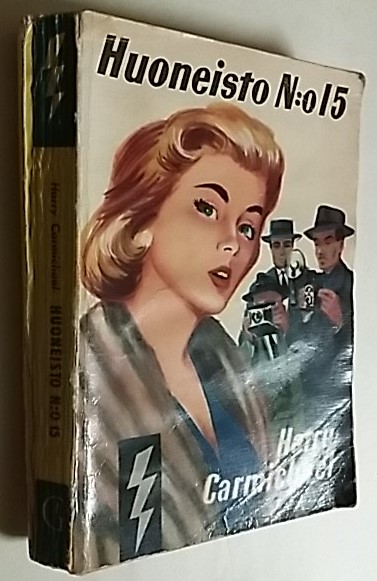 Huoneisto N:o 15
Harry
Carmichael
Harry Carmichael HUONEISTO N:O 15